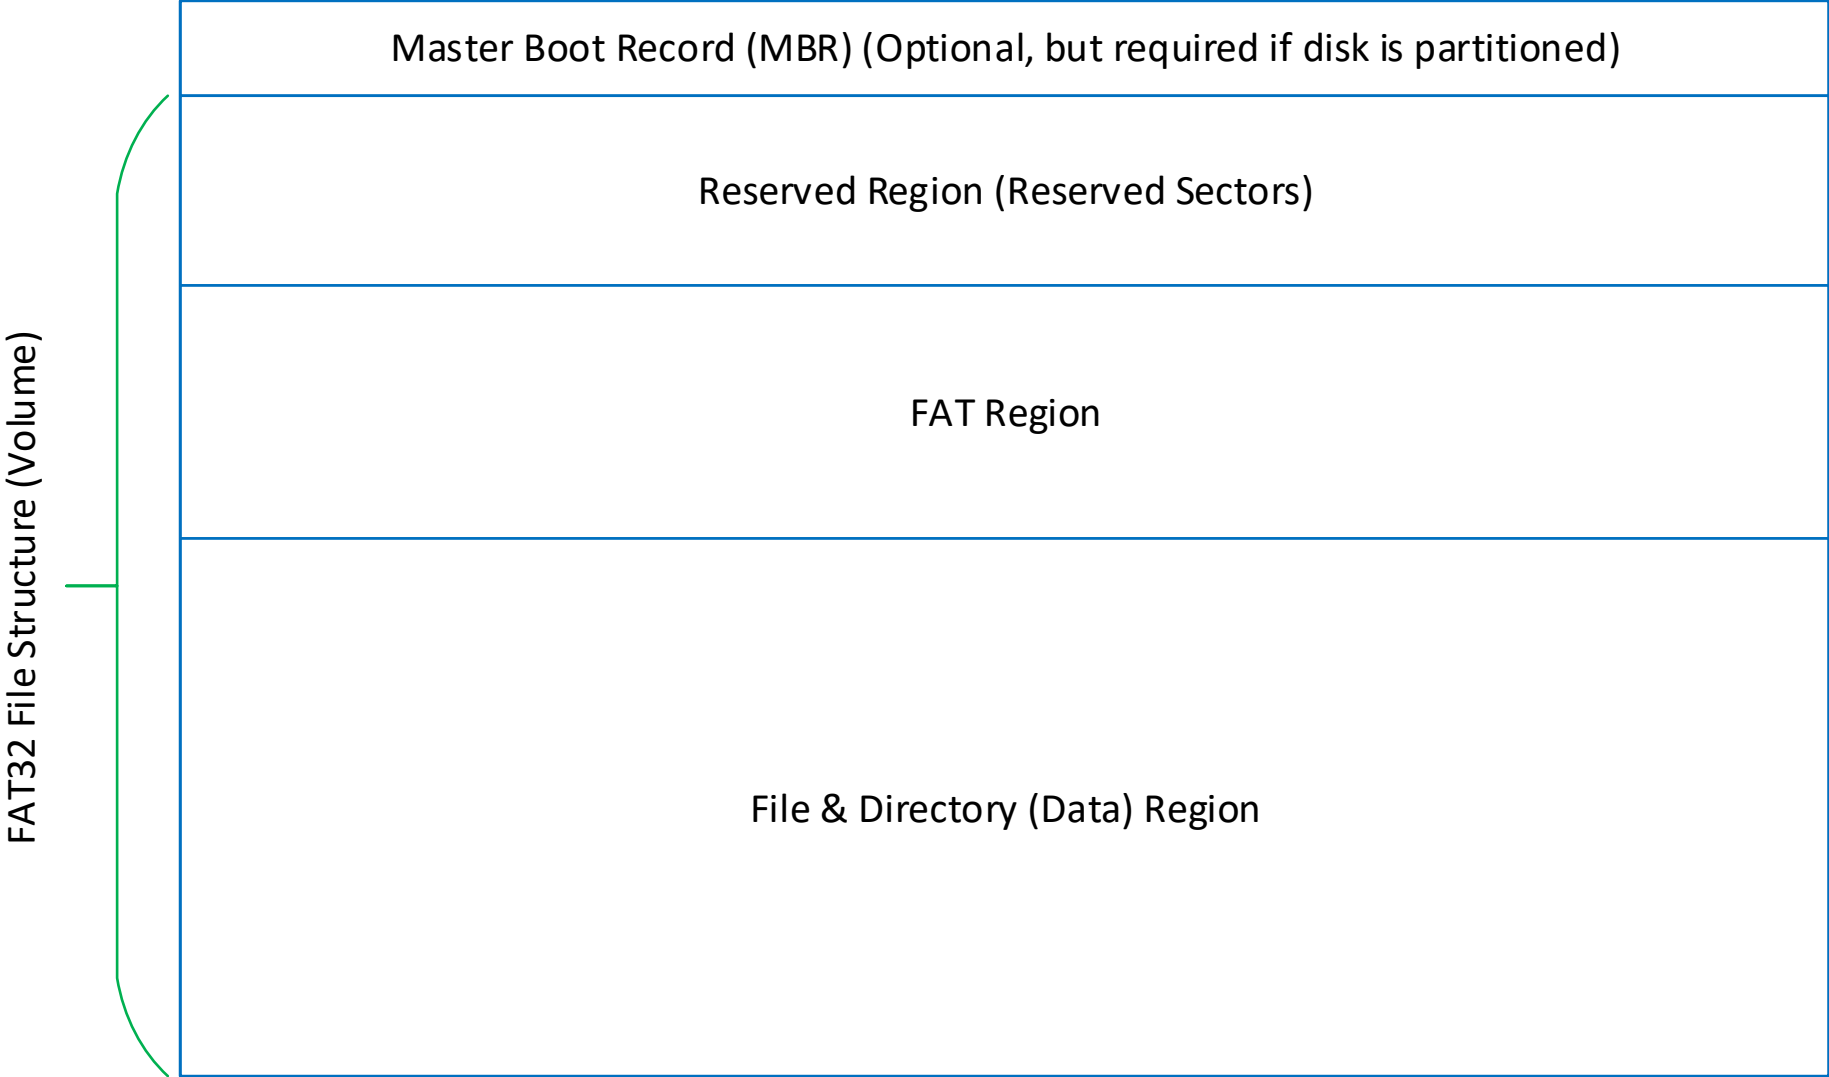 Master Boot Record (MBR) (Optional, but required if disk is partitioned)
Reserved Region (Reserved Sectors)
FAT Region
File & Directory (Data) Region
FAT32 File Structure (Volume)